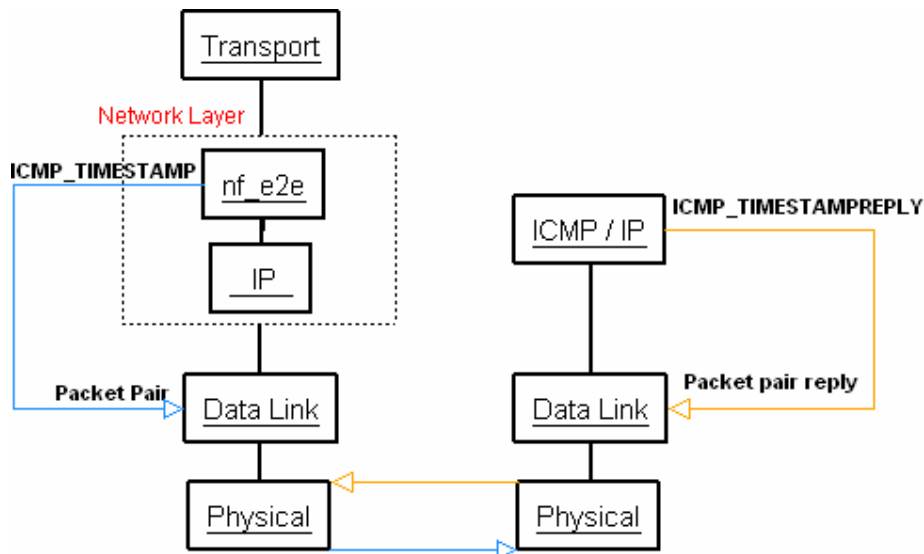 Transport
Network Layer
ICMP_TIMESTAMP
nf_e2e
ICMP_TIMESTAMPREPLY
ICMP / IP
IP
Packet Pair
Data Link
Packet pair reply
Data Link
Physical
Physical